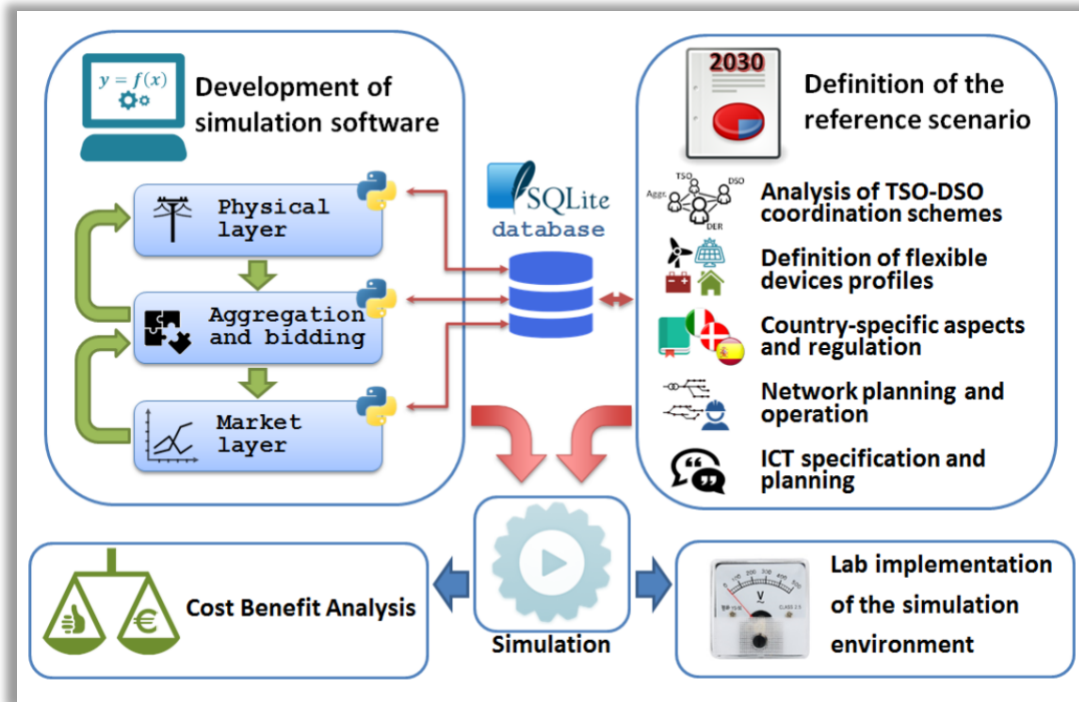 y = f(x)
Development of
simulation software
Physical
layer
Aggregation
and bidding
Market
layer
SQLite
database
2030
Definition of the
reference scenario
TSO
DSO
Aggr.
DER
Analysis of TSO-DSO
coordination schemes
Definition of flexible
devices profiles
Country-specific aspects
and regulation
Network planning and
operation
ICT specification and
planning
€
Cost Benefit Analysis
Simulation
V
Lab implementation
of the simulation
environment